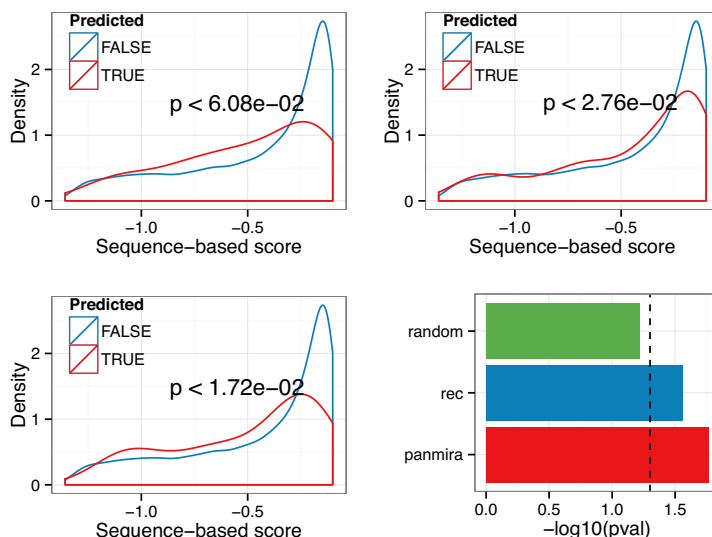 Predicted
FALSE
TRUE
p < 6.08e−02
Density
2
1
0
−1.0
−0.5
Sequence−based score
Predicted
FALSE
TRUE
p < 2.76e−02
Density
2
1
0
−1.0
−0.5
Sequence−based score
Predicted
FALSE
TRUE
p < 1.72e−02
Density
2
1
0
−1.0
−0.5
Sequence−based score
random
rec
panmira
0.0
0.5
1.0
1.5
−log10(pval)